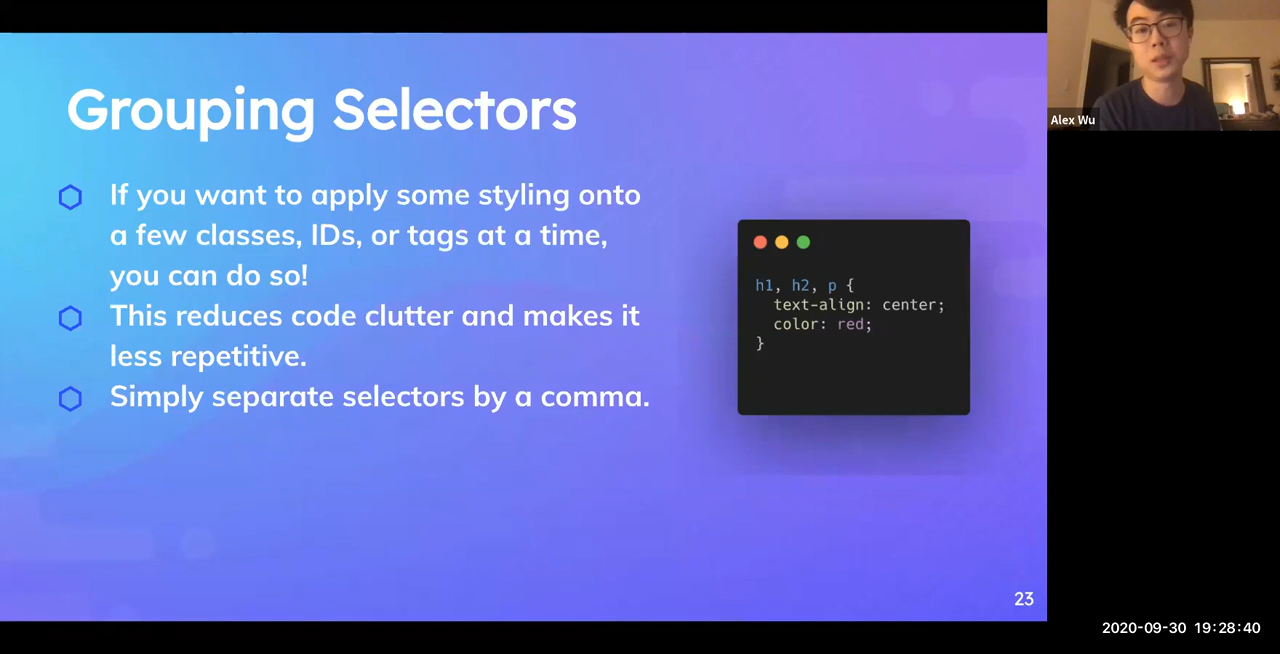 Grouping Selectors
If you want to apply some styling onto
a few classes, IDs, or tags at a time,
you can do so!
This reduces code clutter and makes it
less repetitive.
Simply separate selectors by a comma.
h1, h2, p {
text-align: center;
color: red;
}
23
Alex Wu
2020-09-30 19:28:40